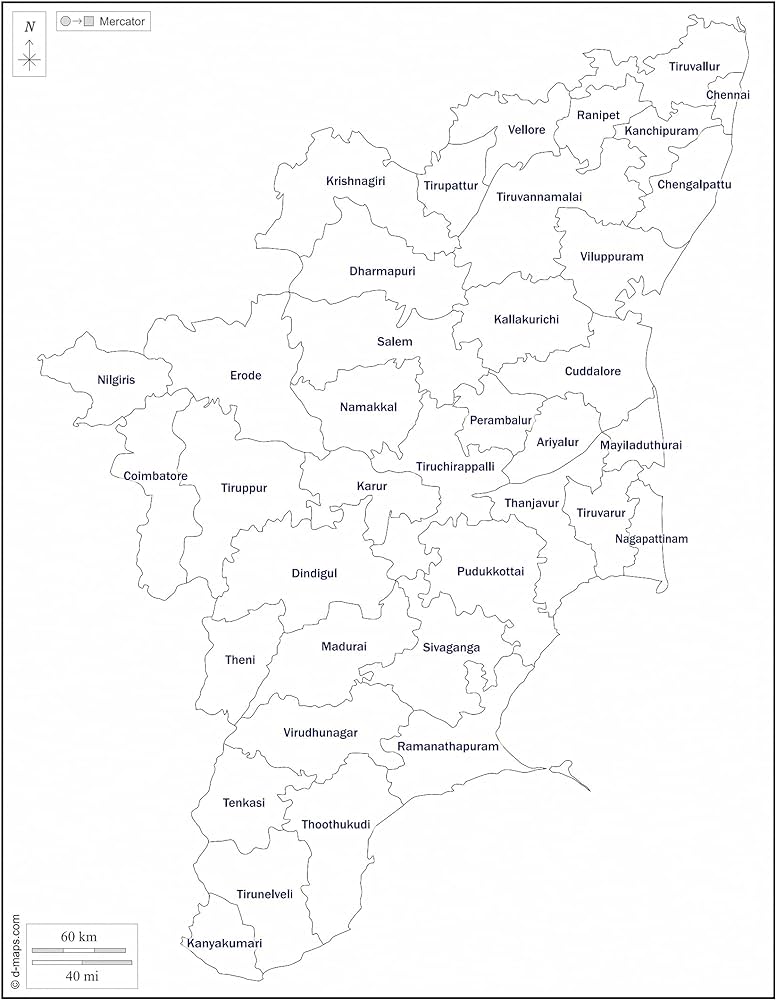 N
Mercator
Tiruvallur
Chennai
Ranipet
Vellore
Kanchipuram
Krishnagiri
Tirupattur
Chengalpattu
Tiruvannamalai
Viluppuram
Dharmapuri
Kallakurichi
Salem
Cuddalore
Nilgiris
Erode
Namakkal
Perambalur
Ariyalur
Mayiladuthurai
Tiruchirappalli
Coimbatore
Tiruppur
Karur
Thanjavur
Tiruvarur
Nagapattinam
Dindigul
Pudukkottai
Theni
Madurai
Sivaganga
Virudhunagar
Ramanathapuram
Tenkasi
Thoothukudi
Tirunelveli
Kanyakumari
60 km
40 mi
© d-maps.com